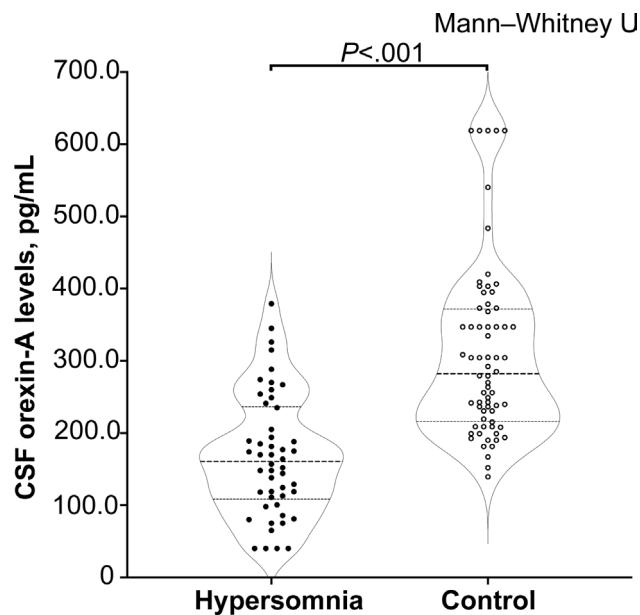 Mann–Whitney U
P<.001
700.0
600.0
500.0
400.0
300.0
200.0
100.0
0
CSF orexin-A levels, pg/mL
Hypersomnia Control